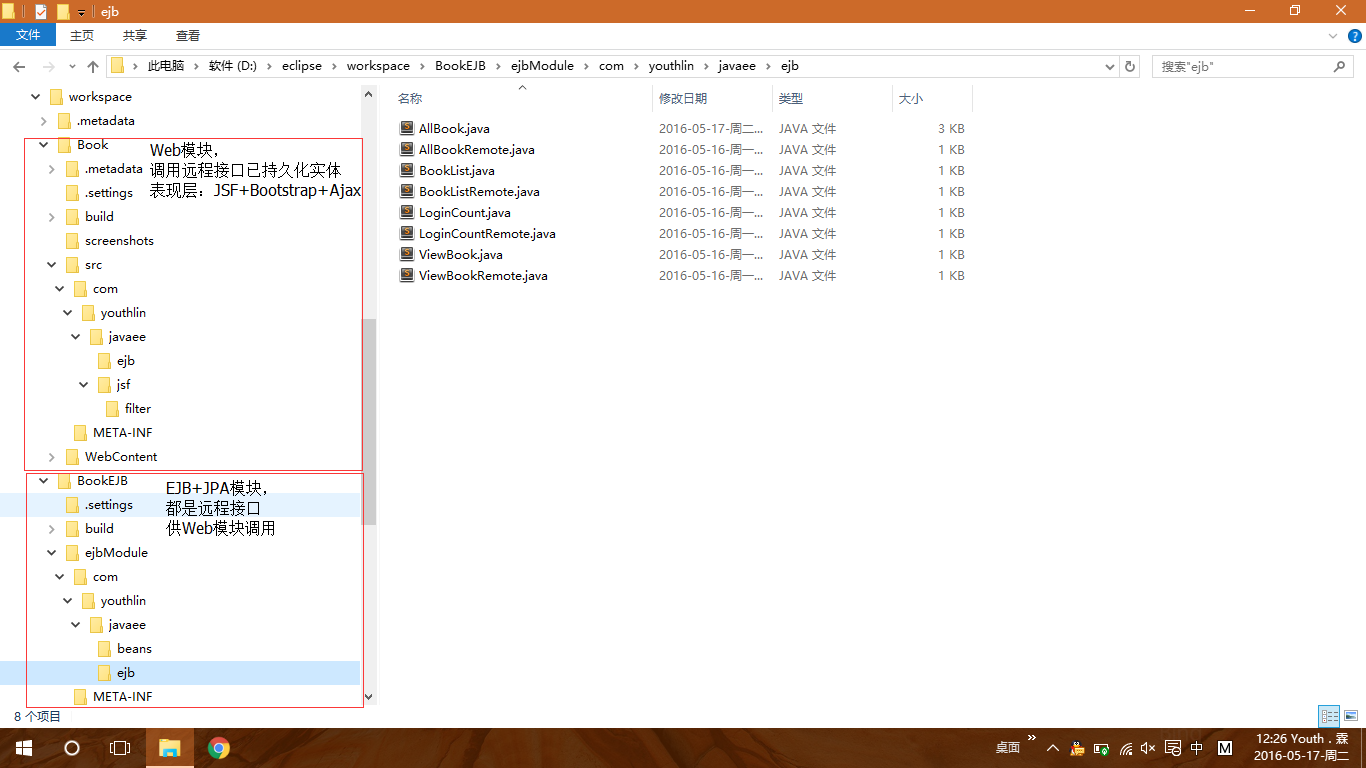 ejb
文件 主页 共享 查看
此电脑 软件 (D:) eclipse workspace BookEJB ejbModule com youthlin javaee ejb
搜索"ejb"
workspace
.metadata
Book
.metadata
.settings
build
screenshots
src
com
youthlin
javaee
ejb
jsf
filter
META-INF
WebContent
Web模块,
调用远程接口已持久化实体
表现层：JSF+Bootstrap+Ajax
BookEJB
.settings
build
ejbModule
com
youthlin
javaee
beans
ejb
META-INF
EJB+JPA模块,
都是远程接口
供Web模块调用
名称 修改日期 类型 大小
AllBook.java 2016-05-17-周二... JAVA 文件 3 KB
AllBookRemote.java 2016-05-16-周一... JAVA 文件 1 KB
BookList.java 2016-05-16-周一... JAVA 文件 1 KB
BookListRemote.java 2016-05-16-周一... JAVA 文件 1 KB
LoginCount.java 2016-05-16-周一... JAVA 文件 1 KB
LoginCountRemote.java 2016-05-16-周一... JAVA 文件 1 KB
ViewBook.java 2016-05-16-周一... JAVA 文件 1 KB
ViewBookRemote.java 2016-05-16-周一... JAVA 文件 1 KB
8 个项目
桌面 中 M
12:26 Youth . 霖
2016-05-17-周二